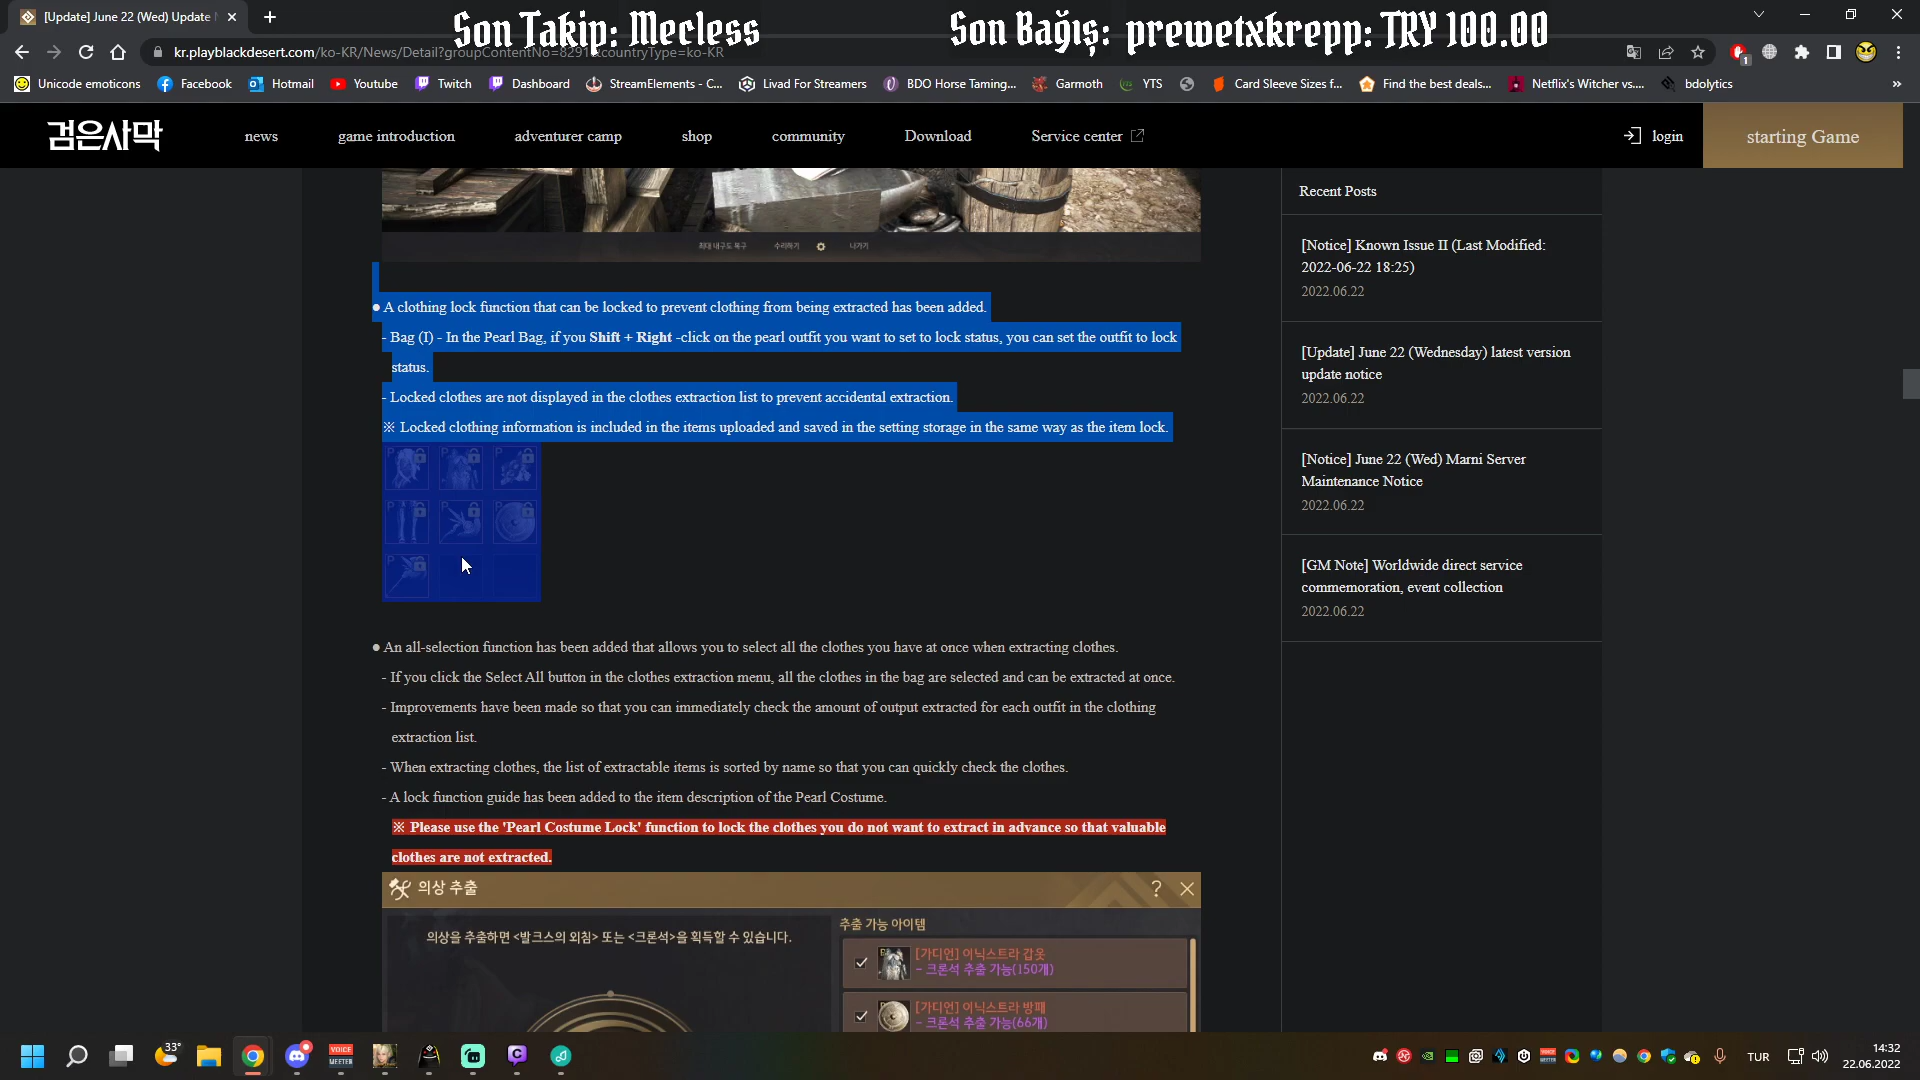 [Update] June 22 (Wed) Update
Son Takip: Mecless
Son Bağış: prewetxkrepp: TRY 100.00
kr.playblackdesert.com/ko-KR/News/Detail?groupContentNo=8291&countryType=ko-KR
Unicode emoticons
Facebook
Hotmail
Youtube
Twitch
Dashboard
StreamElements - C...
Livad For Streamers
BDO Horse Taming...
Garmoth
YTS
Card Sleeve Sizes f...
Find the best deals...
Netflix's Witcher vs....
bdolytics
»
검은사막
news
game introduction
adventurer camp
shop
community
Download
Service center
login
starting Game
최대 내구도 복구
수리하기
나가기
● A clothing lock function that can be locked to prevent clothing from being extracted has been added.
- Bag (I) - In the Pearl Bag, if you Shift + Right -click on the pearl outfit you want to set to lock status, you can set the outfit to lock
status.
- Locked clothes are not displayed in the clothes extraction list to prevent accidental extraction.
※ Locked clothing information is included in the items uploaded and saved in the setting storage in the same way as the item lock.
● An all-selection function has been added that allows you to select all the clothes you have at once when extracting clothes.
- If you click the Select All button in the clothes extraction menu, all the clothes in the bag are selected and can be extracted at once.
- Improvements have been made so that you can immediately check the amount of output extracted for each outfit in the clothing
extraction list.
- When extracting clothes, the list of extractable items is sorted by name so that you can quickly check the clothes.
- A lock function guide has been added to the item description of the Pearl Costume.
※ Please use the 'Pearl Costume Lock' function to lock the clothes you do not want to extract in advance so that valuable
clothes are not extracted.
의상 추출
?
의상을 추출하면 <발크스의 외침> 또는 <크론석>을 획득할 수 있습니다.
추출 가능 아이템
[가디언] 이닉스트라 갑옷
- 크론석 추출 가능(150개)
[가디언] 이닉스트라 방패
- 크론석 추출 가능(66개)
Recent Posts
[Notice] Known Issue II (Last Modified:
2022-06-22 18:25)
2022.06.22
[Update] June 22 (Wednesday) latest version
update notice
2022.06.22
[Notice] June 22 (Wed) Marni Server
Maintenance Notice
2022.06.22
[GM Note] Worldwide direct service
commemoration, event collection
2022.06.22
33°
VOICE
MEETER
TUR
14:32
22.06.2022